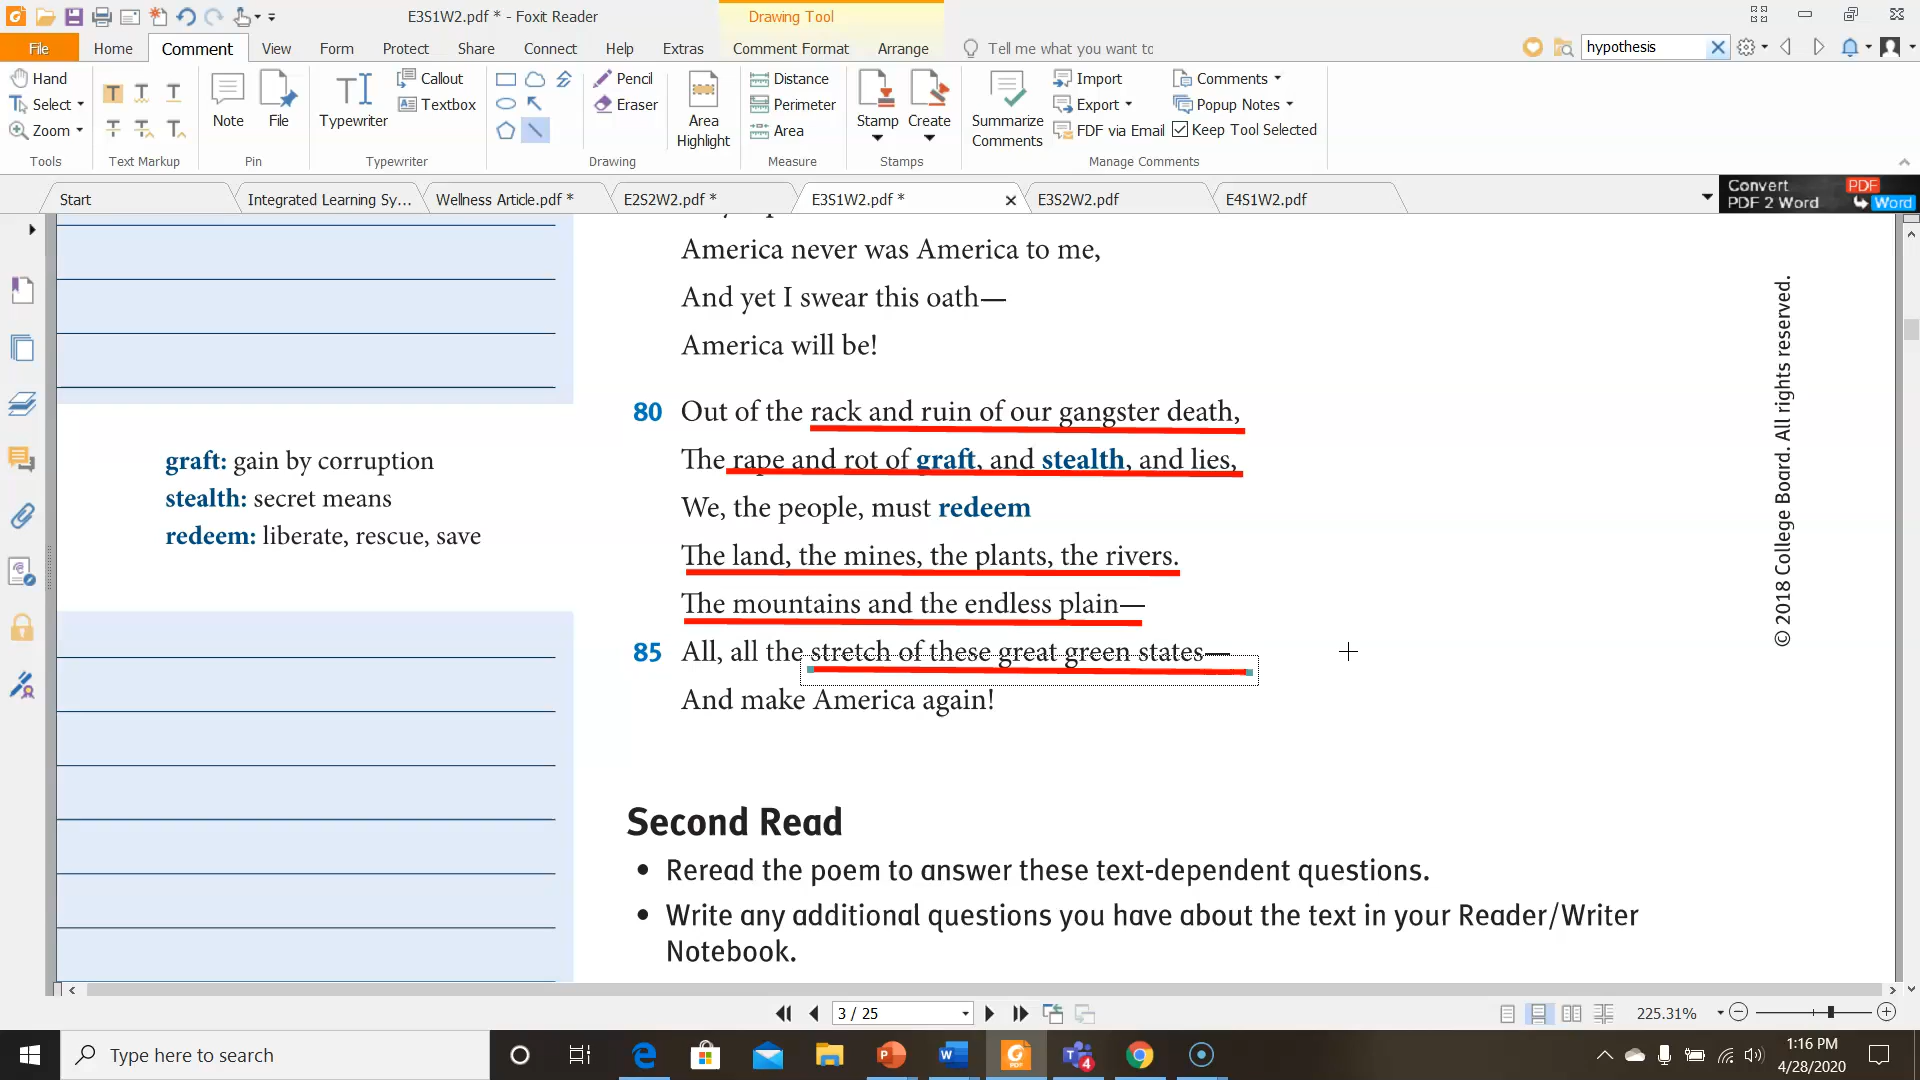 E3S1W2.pdf * - Foxit Reader
Drawing Tool
File Home Comment View Form Protect Share Connect Help Extras Comment Format Arrange Tell me what you want to hypothesis
Hand
Select
Zoom
Tools
Text Markup
Note
File
Pin
Typewriter
Typewriter
Callout
Textbox
Pencil
Eraser
Drawing
Area
Highlight
Distance
Perimeter
Area
Measure
Stamp
Create
Stamps
Summarize
Comments
Import
Export
FDF via Email
Comments
Popup Notes
Keep Tool Selected
Manage Comments
Start
Integrated Learning Sy...
Wellness Article.pdf *
E2S2W2.pdf *
E3S1W2.pdf *
E3S2W2.pdf
E4S1W2.pdf
Convert PDF
PDF 2 Word Word
America never was America to me,
And yet I swear this oath—
America will be!
80 Out of the rack and ruin of our gangster death,
The rape and rot of graft, and stealth, and lies,
We, the people, must redeem
The land, the mines, the plants, the rivers.
The mountains and the endless plain—
85 All, all the stretch of these great green states—
And make America again!
graft: gain by corruption
stealth: secret means
redeem: liberate, rescue, save
© 2018 College Board. All rights reserved.
Second Read
• Reread the poem to answer these text-dependent questions.
• Write any additional questions you have about the text in your Reader/Writer
Notebook.
3 / 25
225.31%
Type here to search
4
1:16 PM
4/28/2020